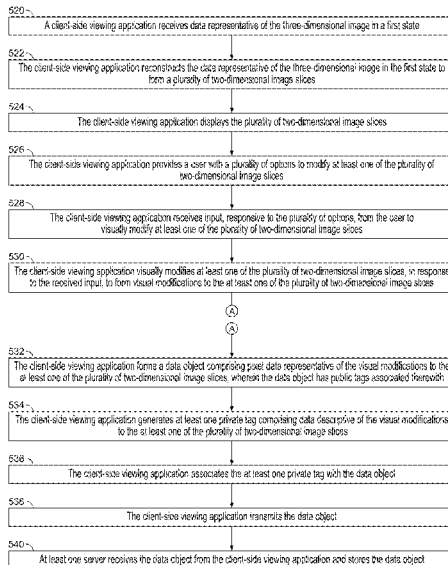 520
A client-side viewing application receives data representative of the three-dimensional image in a first state
522
The client-side viewing application reconstructs the data representative of the three-dimensional image in the first state to
form a plurality of two-dimensional image slices
524
The client-side viewing application displays the plurality of two-dimensional image slices
526
The client-side viewing application provides a user with a plurality of options to modify at least one of the plurality of
two-dimensional image slices
528
The client-side viewing application receives input, responsive to the plurality of options, from the user to
visually modify at least one of the plurality of two-dimensional image slices
530
The client-side viewing application visually modifies at least one of the plurality of two-dimensional image slices, in response
to the received input, to form visual modifications to the at least one of the plurality of two-dimensional image slices
A
A
532
The client-side viewing application forms a data object comprising pixel data representative of the visual modifications to the
at least one of the plurality of two-dimensional image slices, wherein the data object has public tags associated therewith
534
The client-side viewing application generates at least one private tag comprising data descriptive of the visual modifications
to the at least one of the plurality of two-dimensional image slices
536
The client-side viewing application associates the at least one private tag with the data object
538
The client-side viewing application transmits the data object
540
At least one server receives the data object from the client-side viewing application and stores the data object